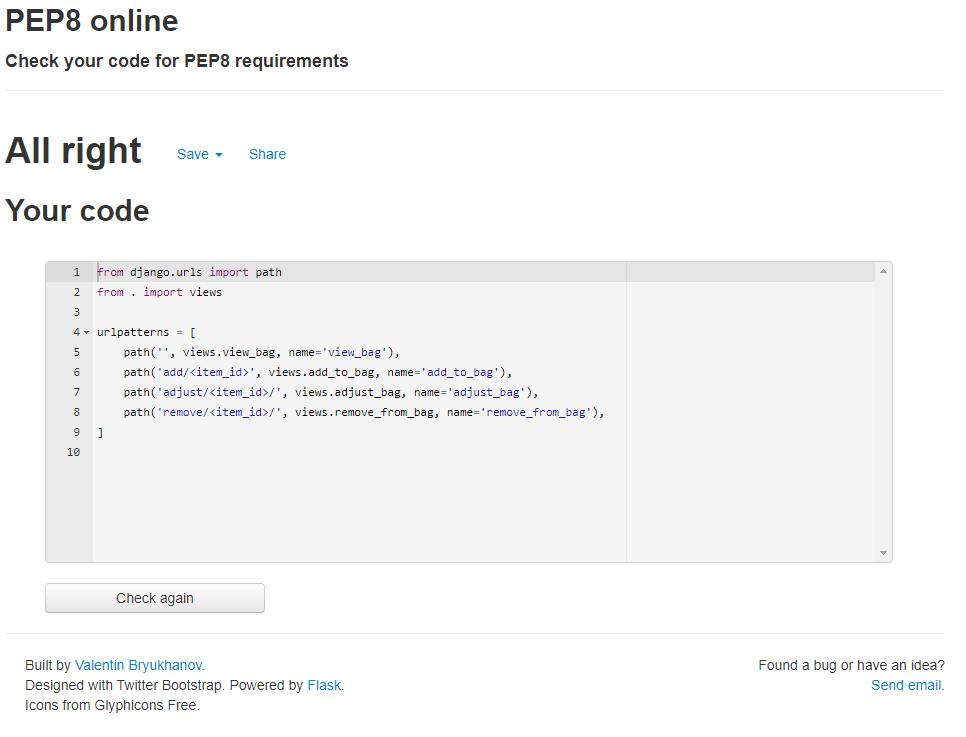 PEP8 online
Check your code for PEP8 requirements
All right Save Share
Your code
1 from django.urls import path
2 from . import views
3
4 urlpatterns = [
5     path('', views.view_bag, name='view_bag'),
6     path('add/<item_id>', views.add_to_bag, name='add_to_bag'),
7     path('adjust/<item_id>/', views.adjust_bag, name='adjust_bag'),
8     path('remove/<item_id>/', views.remove_from_bag, name='remove_from_bag'),
9 ]
10
Check again
Built by Valentin Bryukhanov.
Designed with Twitter Bootstrap. Powered by Flask.
Icons from Glyphicons Free.
Found a bug or have an idea?
Send email.